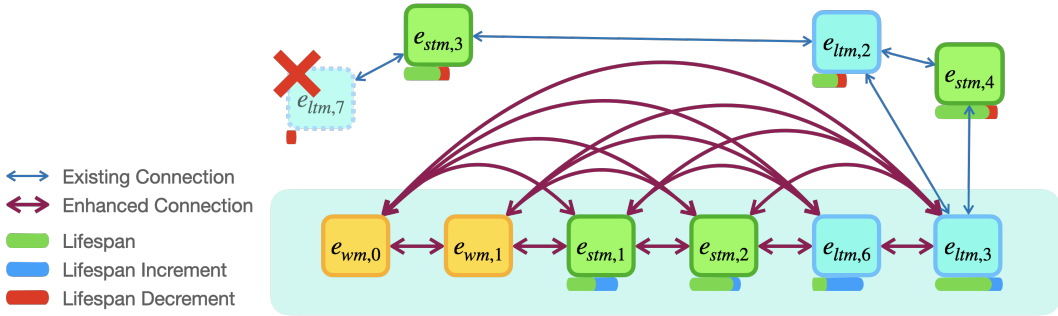 e_stm,3
e_ltm,2
e_stm,4
e_ltm,7
Existing Connection
Enhanced Connection
Lifespan
Lifespan Increment
Lifespan Decrement
e_wm,0 e_wm,1 e_stm,1 e_stm,2 e_ltm,6 e_ltm,3